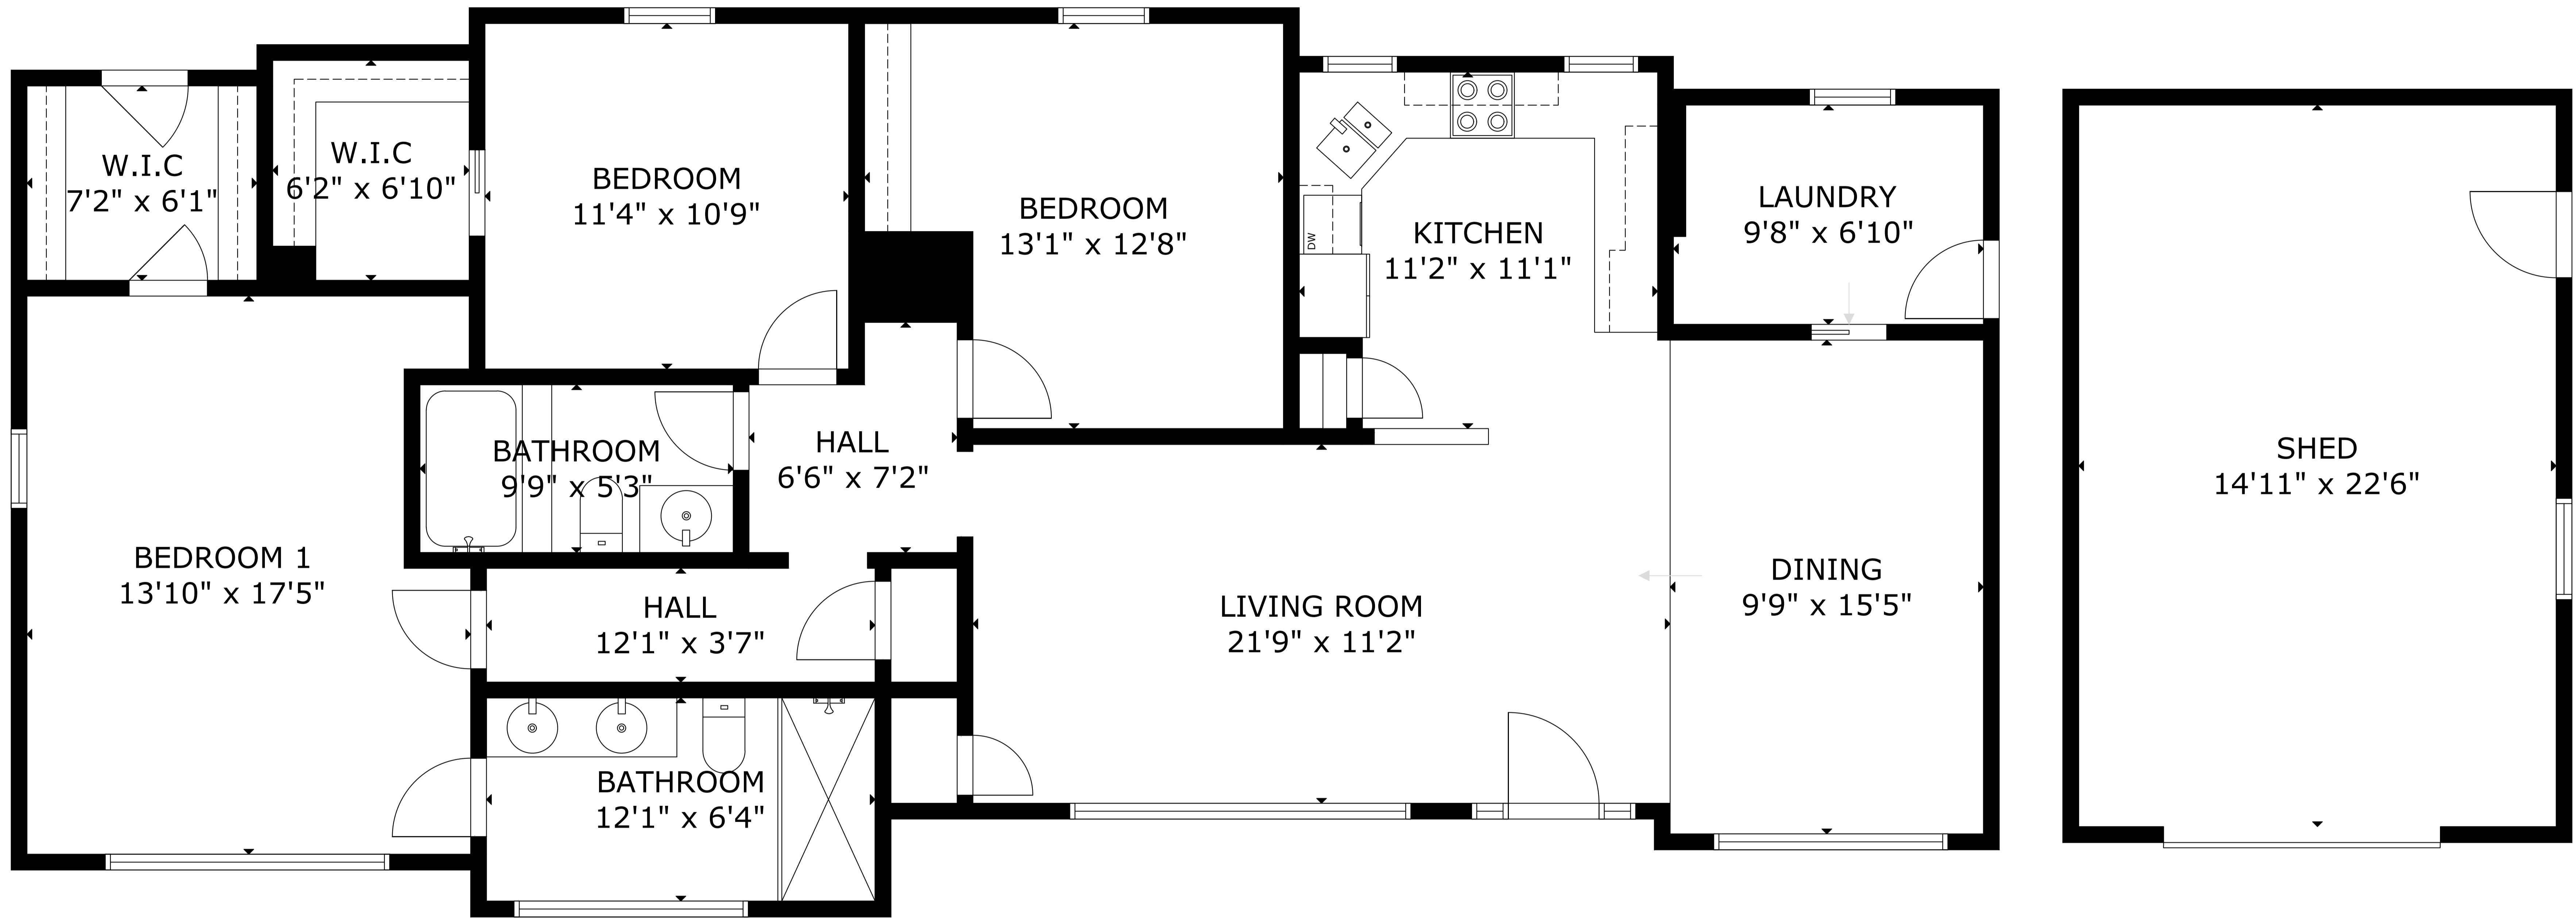 W.I.C
7'2" x 6'1"
W.I.C
6'2" x 6'10"
BEDROOM
11'4" x 10'9"
BEDROOM
13'1" x 12'8"
KITCHEN
11'2" x 11'1"
DW
LAUNDRY
9'8" x 6'10"
BATHROOM
9'9" x 5'3"
HALL
6'6" x 7'2"
SHED
14'11" x 22'6"
BEDROOM 1
13'10" x 17'5"
HALL
12'1" x 3'7"
LIVING ROOM
21'9" x 11'2"
DINING
9'9" x 15'5"
BATHROOM
12'1" x 6'4"